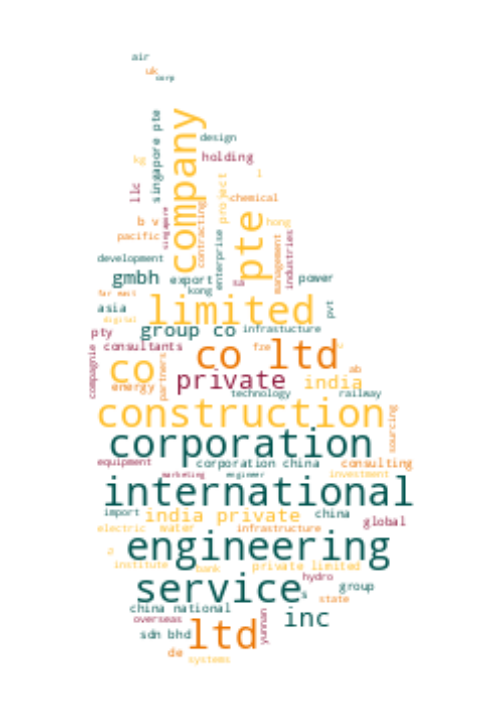 air
uk
corp
singapore pte
company
design
kg
holding
llc
project
chemical
l
b v
singapore
contracting
pte
hong
pacific
enterprise
management
industries
development
gmbh
export
sa
power
far east
kong
asia
limited
pvt
digital
pty
group co
infrastucture
compagnie
consultants
co ltd
fze
co
partners
private
ab
energy
india
technology
railway
construction
sourcing
corporation
equipment
corporation china
consulting
marketing
engineer
investment
international
import
india private
china
global
electric
water
infrastructure
a
engineering
institute
bank
private limited
hydro
service
s
group
state
china national
overseas
ltd
yunnan
inc
sdn bhd
de
systems